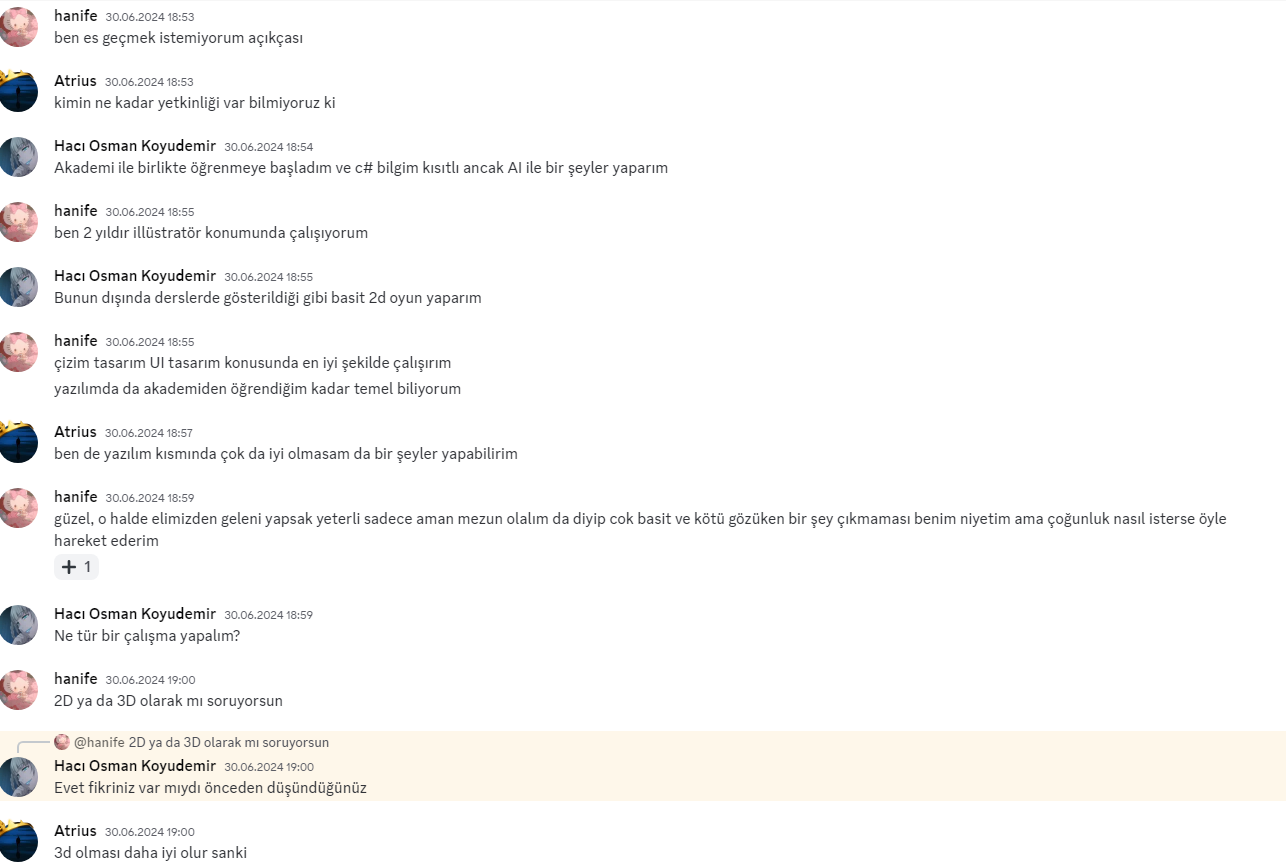 hanife 30.06.2024 18:53
ben es geçmek istemiyorum açıkçası
Atrius 30.06.2024 18:53
kimin ne kadar yetkinliği var bilmiyoruz ki
Hacı Osman Koyudemir 30.06.2024 18:54
Akademi ile birlikte öğrenmeye başladım ve c# bilgim kısıtlı ancak AI ile bir şeyler yaparım
hanife 30.06.2024 18:55
ben 2 yıldır illüstratör konumunda çalışıyorum
Hacı Osman Koyudemir 30.06.2024 18:55
Bunun dışında derslerde gösterildiği gibi basit 2d oyun yaparım
hanife 30.06.2024 18:55
çizim tasarım UI tasarım konusunda en iyi şekilde çalışırım
yazılımda da akademiden öğrendiğim kadar temel biliyorum
Atrius 30.06.2024 18:57
ben de yazılım kısmında çok da iyi olmasam da bir şeyler yapabilirim
hanife 30.06.2024 18:59
güzel, o halde elimizden geleni yapsak yeterli sadece aman mezun olalım da diyip cok basit ve kötü gözüken bir şey çıkmaması benim niyetim ama çoğunluk nasıl isterse öyle
hareket ederim
+ 1
Hacı Osman Koyudemir 30.06.2024 18:59
Ne tür bir çalışma yapalım?
hanife 30.06.2024 19:00
2D ya da 3D olarak mı soruyorsun
@hanife 2D ya da 3D olarak mı soruyorsun
Hacı Osman Koyudemir 30.06.2024 19:00
Evet fikriniz var mıydı önceden düşündüğünüz
Atrius 30.06.2024 19:00
3d olması daha iyi olur sanki